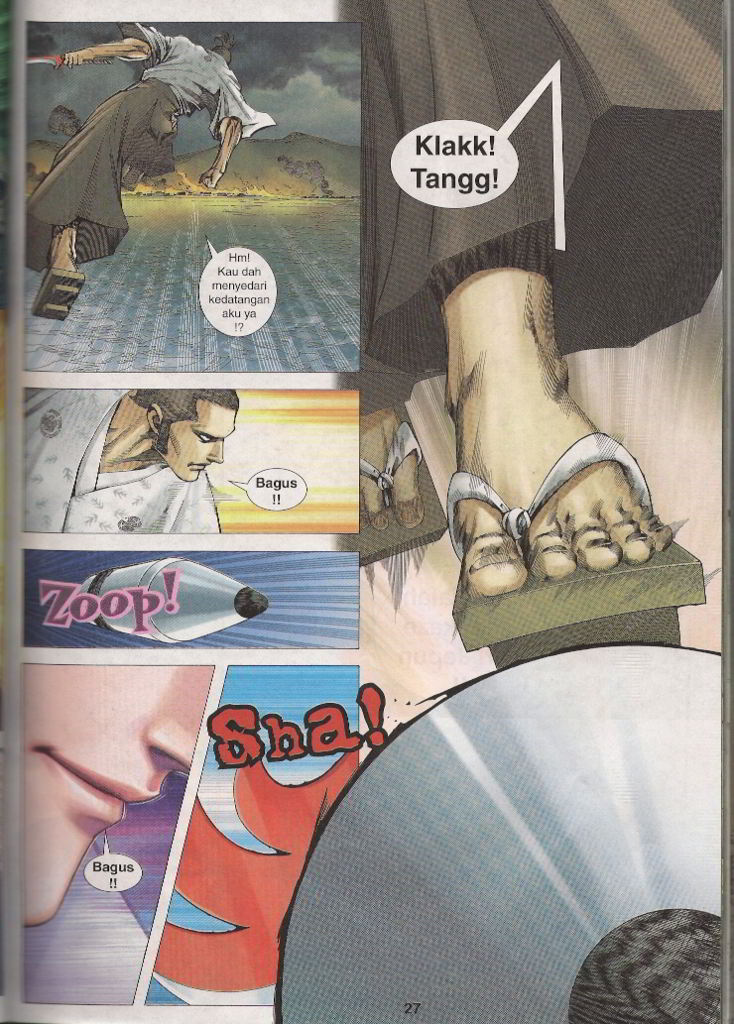 Hm!
Kau dah
menyedari
kedatangan
aku ya
!?
Klakk!
Tangg!
Bagus
!!
Zoop!
Bagus
!!
Sha!
27